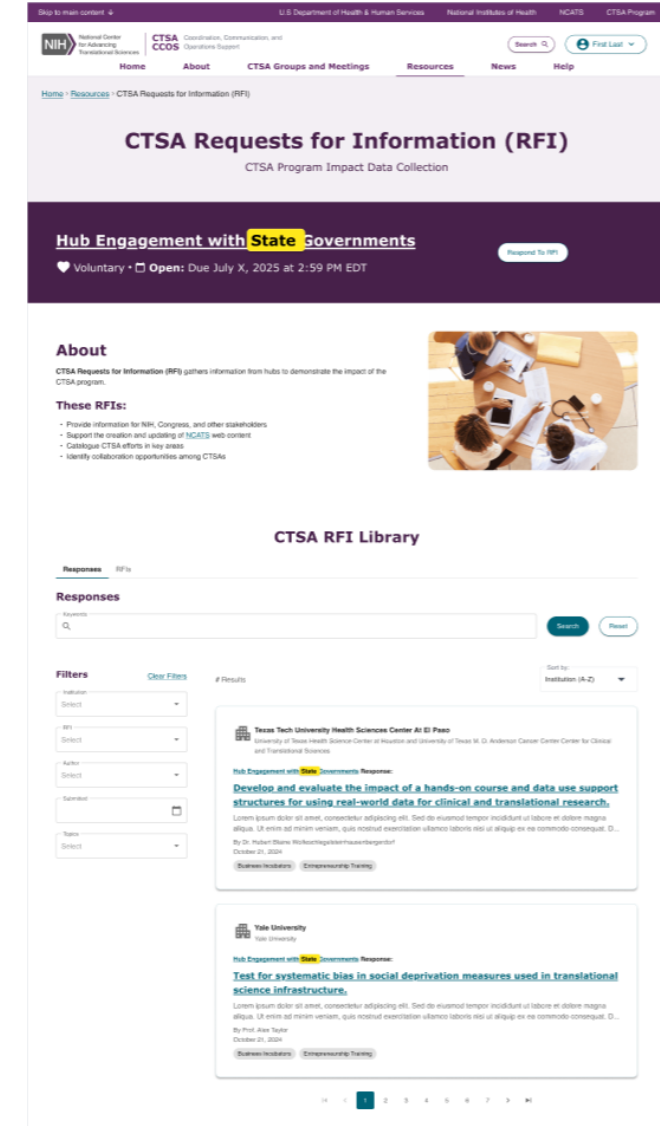 Skip to main content ↓ U.S Department of Health & Human Services National Institutes of Health NCATS CTSA Program
NIH National Center for Advancing Translational Sciences CTSA CCOS Coordination, Communication, and Operations Support
Search First Last
Home About CTSA Groups and Meetings Resources News Help
Home > Resources > CTSA Requests for Information (RFI)
CTSA Requests for Information (RFI)
CTSA Program Impact Data Collection
Hub Engagement with State Governments
Respond To RFI
Voluntary • Open: Due July X, 2025 at 2:59 PM EDT
About
CTSA Requests for Information (RFI) gathers information from hubs to demonstrate the impact of the
CTSA program.
These RFIs:
- Provide information for NIH, Congress, and other stakeholders
- Support the creation and updating of NCATS web content
- Catalogue CTSA efforts in key areas
- Identify collaboration opportunities among CTSAs
CTSA RFI Library
Responses RFIs
Responses
Keywords
Search Reset
Filters Clear Filters
# Results
Sort by:
Institution (A-Z)
Institution
Select
RFI
Select
Author
Select
Submitted
Topics
Select
Texas Tech University Health Sciences Center At El Paso
University of Texas Health Science Center at Houston and University of Texas M. D. Anderson Cancer Center Center for Clinical
and Translational Sciences
Hub Engagement with State Governments Response:
Develop and evaluate the impact of a hands-on course and data use support
structures for using real-world data for clinical and translational research.
Lorem ipsum dolor sit amet, consectetur adipiscing elit. Sed do eiusmod tempor incididunt ut labore et dolore magna
aliqua. Ut enim ad minim veniam, quis nostrud exercitation ullamco laboris nisi ut aliquip ex ea commodo consequat. D...
By Dr. Hubert Blaine
October 21, 2024
Business Incubators Entrepreneurship Training
Yale University
Yale University
Hub Engagement with State Governments Response:
Test for systematic bias in social deprivation measures used in translational
science infrastructure.
Lorem ipsum dolor sit amet, consectetur adipiscing elit. Sed do eiusmod tempor incididunt ut labore et dolore magna
aliqua. Ut enim ad minim veniam, quis nostrud exercitation ullamco laboris nisi ut aliquip ex ea commodo consequat. D...
By Prof. Alex Taylor
October 21, 2024
Business Incubators Entrepreneurship Training
1 2 3 4 5 6 7